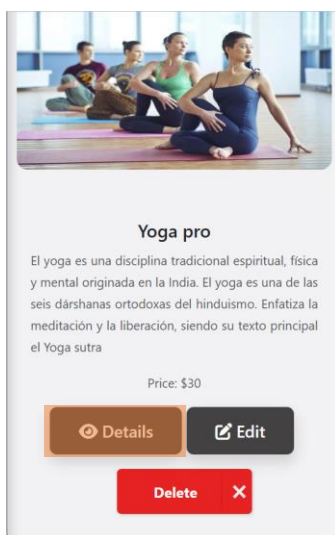 Yoga pro
El yoga es una disciplina tradicional espiritual, física
y mental originada en la India. El yoga es una de las
seis dárshanas ortodoxas del hinduismo. Enfatiza la
meditación y la liberación, siendo su texto principal
el Yoga sutra
Price: $30
Details
Edit
Delete